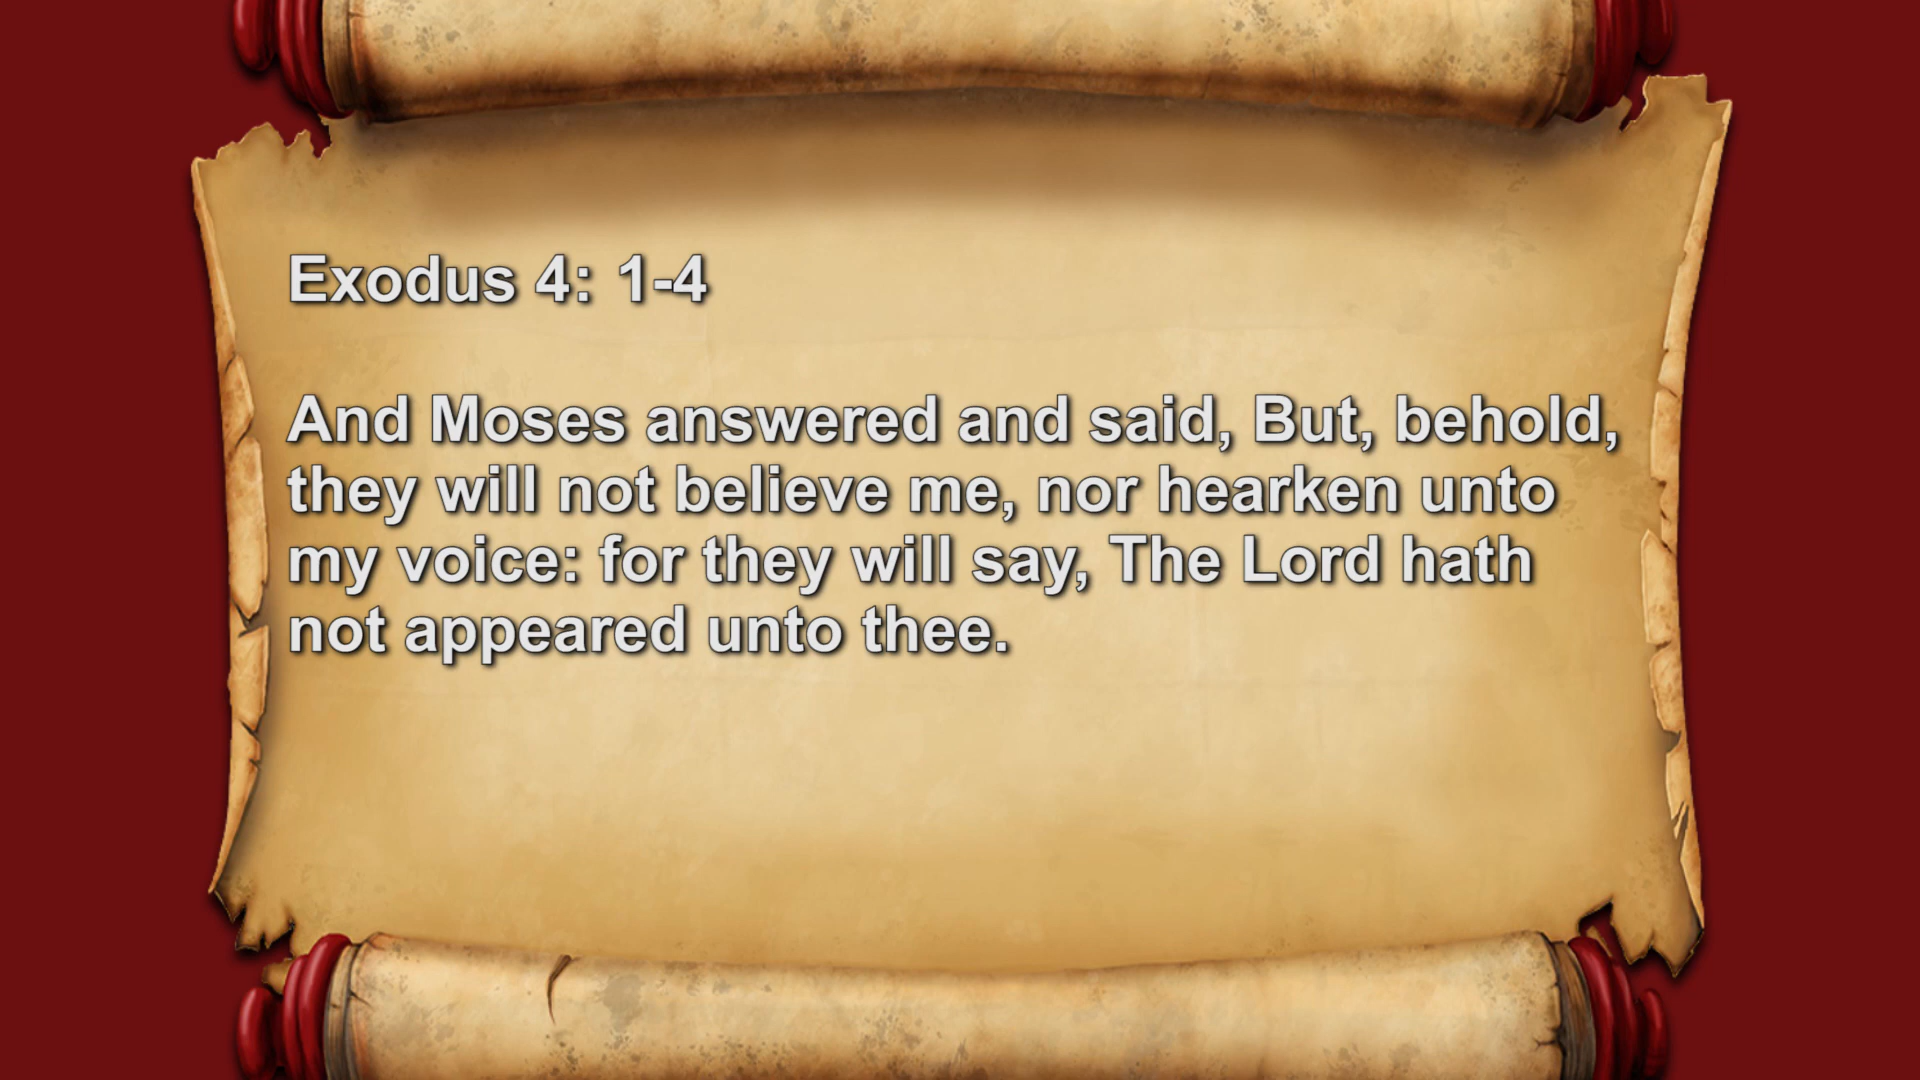 Exodus 4: 1-4
And Moses answered and said, But, behold,
they will not believe me, nor hearken unto
my voice: for they will say, The Lord hath
not appeared unto thee.